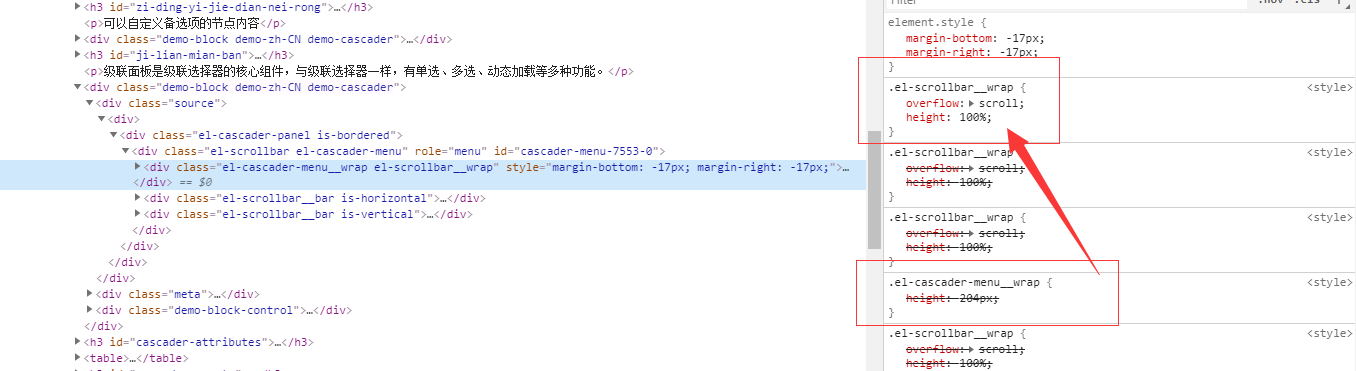 <h3 id="zi-ding-yi-jie-dian-nei-rong">…</h3>
<p>可以自定义备选项的节点内容</p>
<div class="demo-block demo-zh-CN demo-cascader">…</div>
<h3 id="ji-lian-mian-ban">…</h3>
<p>级联面板是级联选择器的核心组件，与级联选择器一样，有单选、多选、动态加载等多种功能。</p>
<div class="demo-block demo-zh-CN demo-cascader">
<div class="source">
<div>
<div class="el-cascader-panel is-bordered">
<div class="el-scrollbar el-cascader-menu" role="menu" id="cascader-menu-7553-0">
<div class="el-cascader-menu__wrap el-scrollbar__wrap" style="margin-bottom: -17px; margin-right: -17px;">…
</div> == $0
<div class="el-scrollbar__bar is-horizontal">…</div>
<div class="el-scrollbar__bar is-vertical">…</div>
</div>
</div>
</div>
</div>
<div class="meta">…</div>
<div class="demo-block-control">…</div>
</div>
<h3 id="cascader-attributes">…</h3>
<table>…</table>
Filter
:hov .cls
element.style {
margin-bottom: -17px;
margin-right: -17px;
}
.el-scrollbar__wrap { <style>
overflow: scroll;
height: 100%;
}
.el-scrollbar__wrap { <style>
overflow: scroll;
height: 100%;
}
.el-scrollbar__wrap { <style>
overflow: scroll;
height: 100%;
}
.el-cascader-menu__wrap { <style>
height: 204px;
}
.el-scrollbar__wrap { <style>
overflow: scroll;
height: 100%;